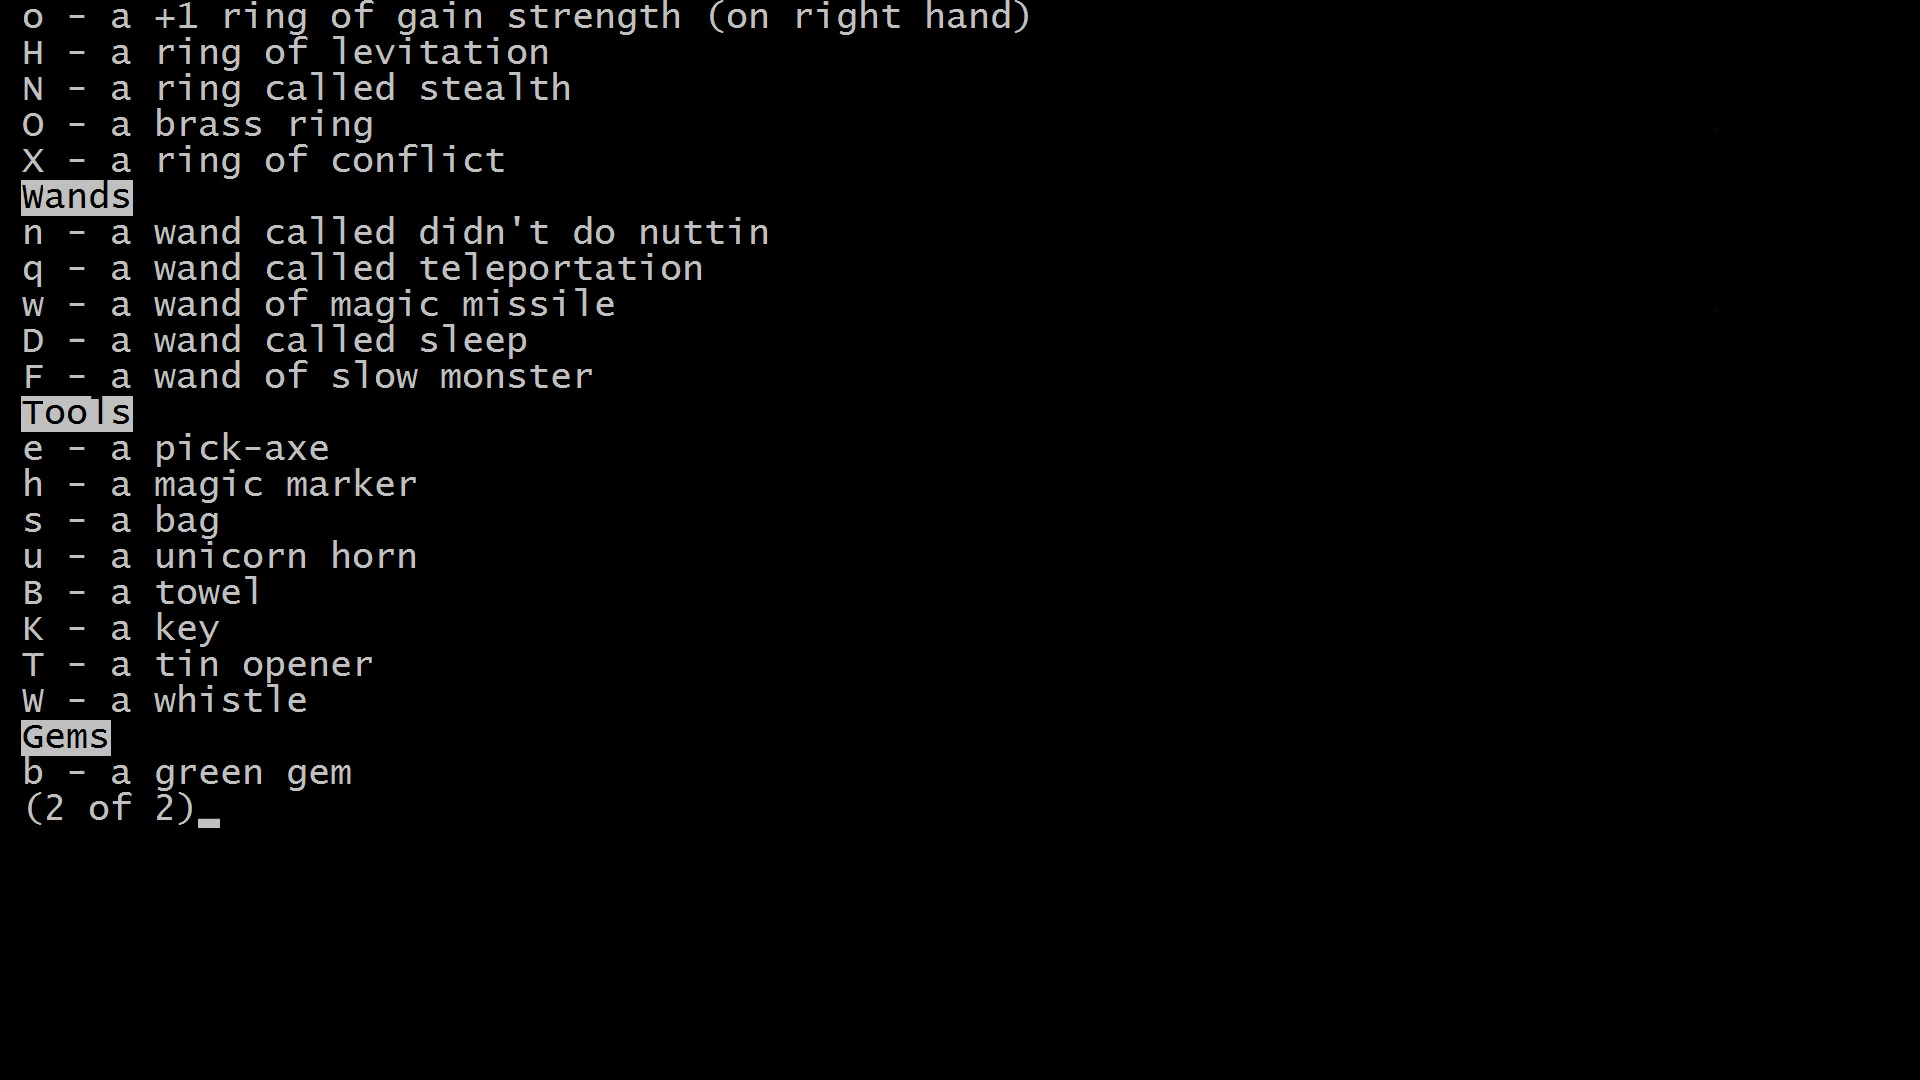 o - a +1 ring of gain strength (on right hand)
H - a ring of levitation
N - a ring called stealth
O - a brass ring
X - a ring of conflict
Wands
n - a wand called didn't do nuttin
q - a wand called teleportation
w - a wand of magic missile
D - a wand called sleep
F - a wand of slow monster
Tools
e - a pick-axe
h - a magic marker
s - a bag
u - a unicorn horn
B - a towel
K - a key
T - a tin opener
W - a whistle
Gems
b - a green gem
(2 of 2)